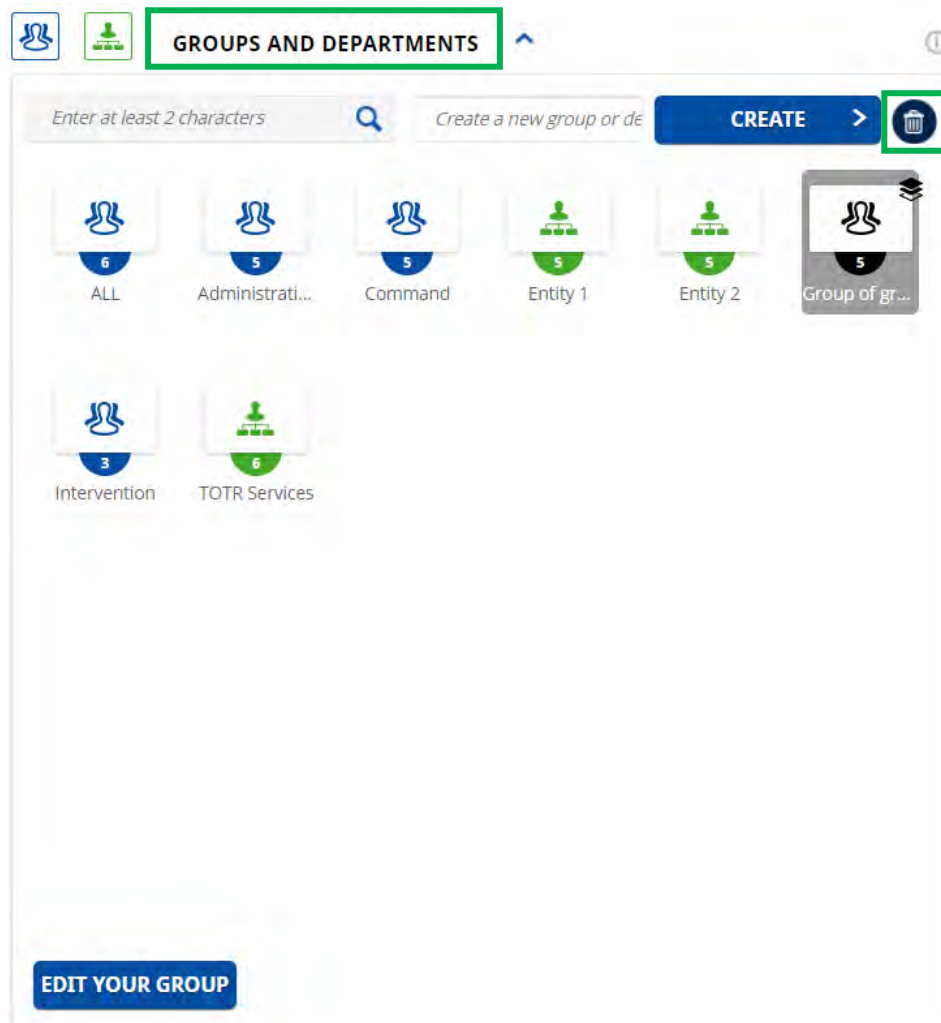 GROUPS AND DEPARTMENTS
Enter at least 2 characters
Create a new group or de
CREATE
6
5
5
5
5
5
ALL
Administrati...
Command
Entity 1
Entity 2
Group of gr...
3
6
Intervention
TOTR Services
EDIT YOUR GROUP